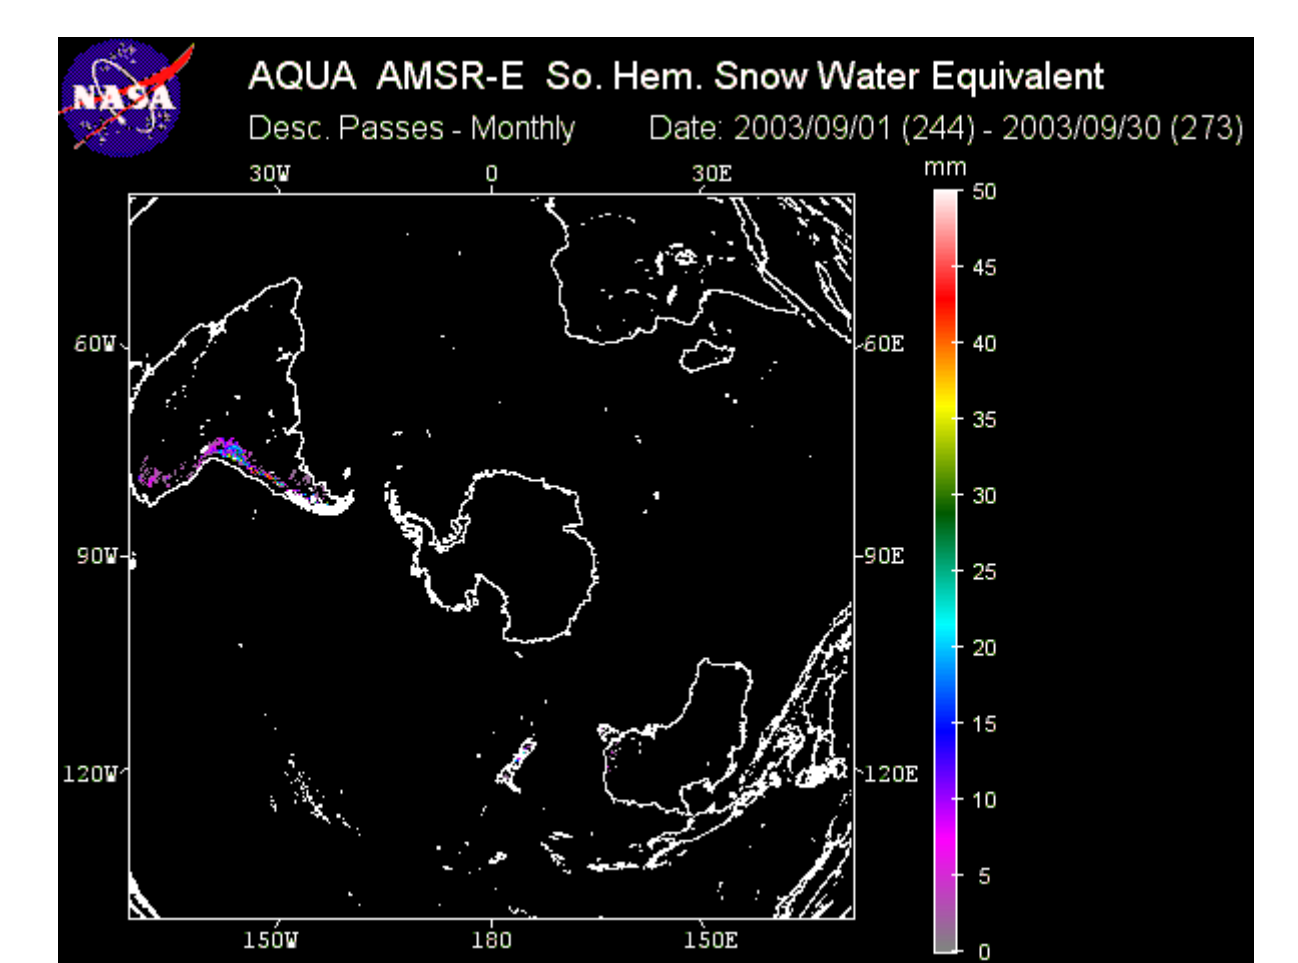 NASA
AQUA AMSR-E So. Hem. Snow Water Equivalent
Desc. Passes - Monthly Date: 2003/09/01 (244) - 2003/09/30 (273)
30W 0 30E
mm
50
45
60W 60E
40
35
30
90W 90E
25
20
15
120W 120E
10
5
150W 180 150E
0